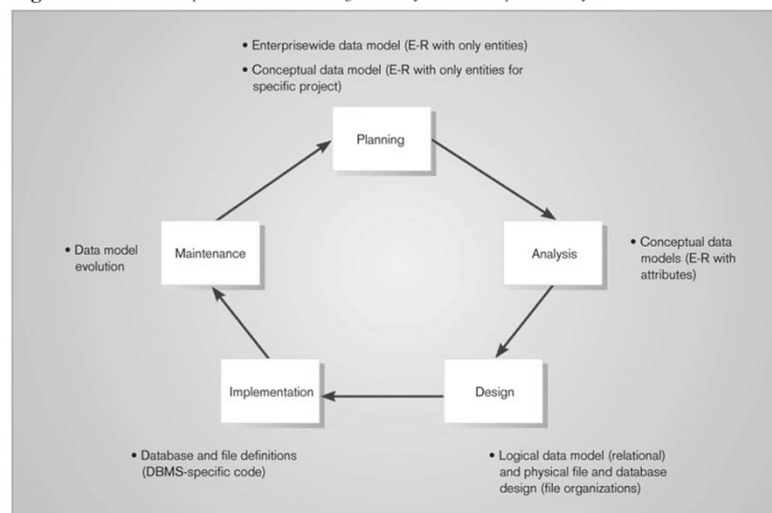 • Enterprisewide data model (E-R with only entities)
• Conceptual data model (E-R with only entities for
specific project)
Planning
• Data model
evolution
Maintenance
Analysis
• Conceptual data
models (E-R with
attributes)
Implementation
Design
• Database and file definitions
(DBMS-specific code)
• Logical data model (relational)
and physical file and database
design (file organizations)